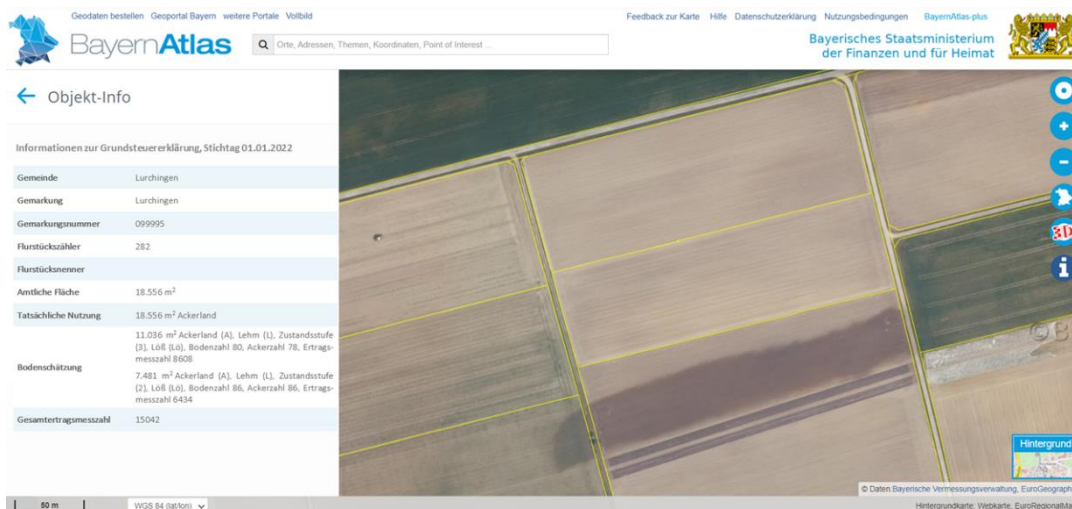 Geodaten bestellen Geoportal Bayern weitere Portale Vollbild
Feedback zur Karte Hilfe Datenschutzerklärung Nutzungsbedingungen BayernAtlas-plus
BayernAtlas
Orte, Adressen, Themen, Koordinaten, Point of Interest ...
Bayerisches Staatsministerium
der Finanzen und für Heimat
Objekt-Info
Informationen zur Grundsteuererklärung, Stichtag 01.01.2022
Gemeinde Lurchingen
Gemarkung Lurchingen
Gemarkungsnummer 099995
Flurstückszähler 282
Flurstücksnenner
Amtliche Fläche 18.556 m²
Tatsächliche Nutzung 18.556 m² Ackerland
Bodenschätzung
11.036 m² Ackerland (A), Lehm (L), Zustandsstufe
(3), Löß (Lö), Bodenzahl 80, Ackerzahl 78, Ertrags-
messzahl 8608
7.481 m² Ackerland (A), Lehm (L), Zustandsstufe
(2), Löß (Lö), Bodenzahl 86, Ackerzahl 86, Ertrags-
messzahl 6434
Gesamtertragsmesszahl 15042
3D
i
© B
Hintergrund
© Daten Bayerische Vermessungsverwaltung, EuroGeograph
50 m
WGS 84 (lat/lon)
Hintergrundkarte: Webkarte, EuroRegionalMa